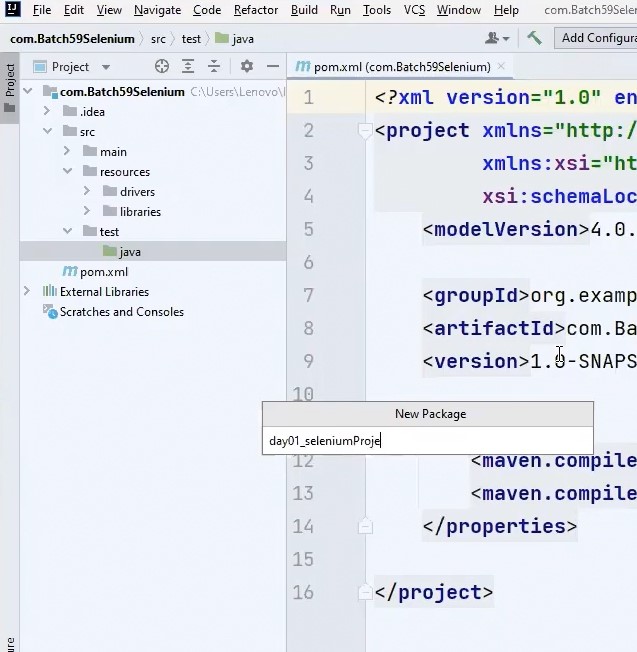 File Edit View Navigate Code Refactor Build Run Tools VCS Window Help com.Batch59Selen
com.Batch59Selenium src test java Add Configura
Project
Project
pom.xml (com.Batch59Selenium)
com.Batch59Selenium C:\Users\Lenovo\I
.idea
src
main
resources
drivers
libraries
test
java
pom.xml
External Libraries
Scratches and Consoles
1 <?xml version="1.0" en
2 <project xmlns="http:/
3 xmlns:xsi="ht
4 xsi:schemaLoc
5 <modelVersion>4.0.
6
7 <groupId>org.examp
8 <artifactId>com.Ba
9 <version>1.0-SNAPS
10
New Package
day01_seleniumProje
12 <maven.compile
13 <maven.compile
14 </properties>
15
16 </project>